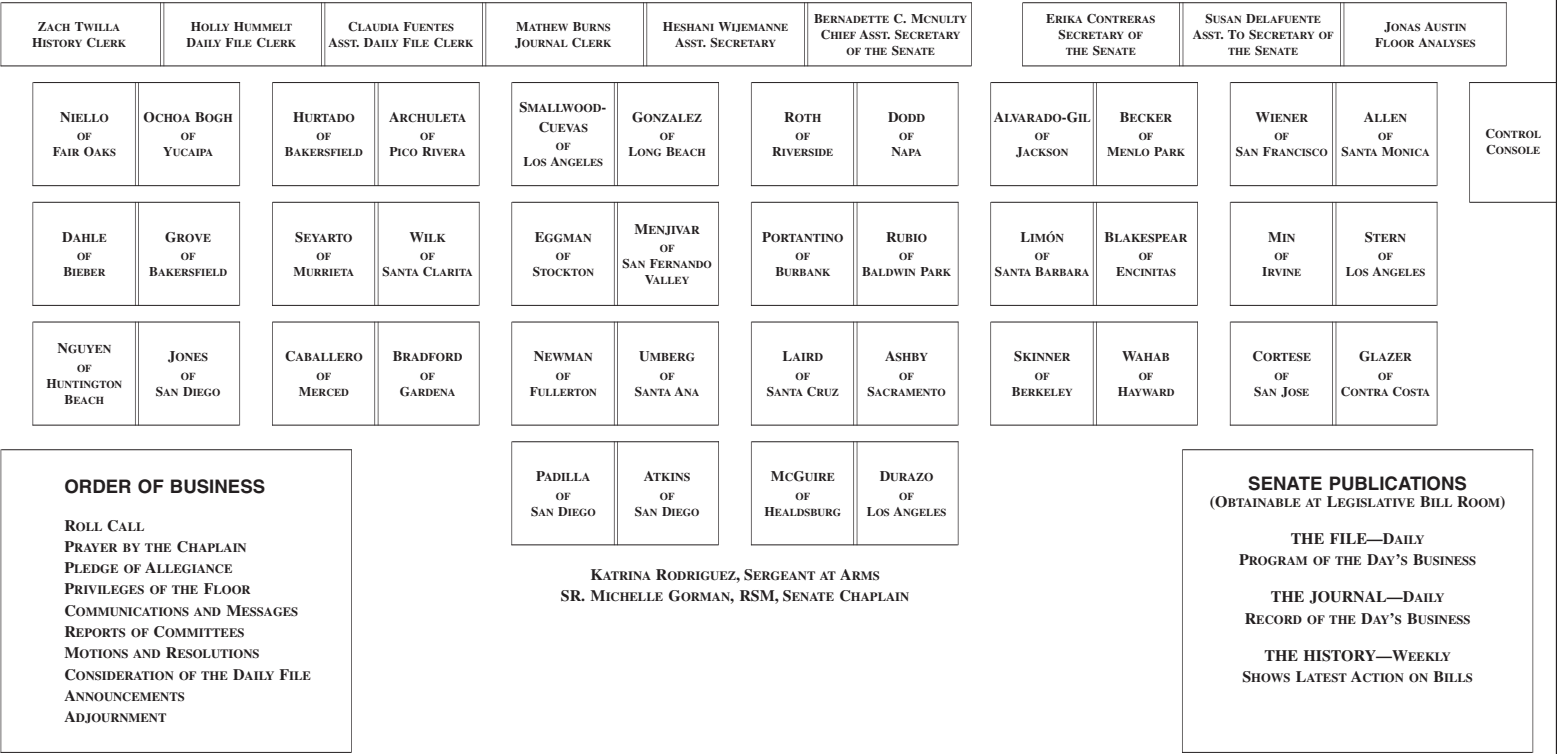 ZACH TWILLA
HISTORY CLERK
HOLLY HUMMELT
DAILY FILE CLERK
CLAUDIA FUENTES
ASST. DAILY FILE CLERK
MATHEW BURNS
JOURNAL CLERK
HESHANI WIJEMANNE
ASST. SECRETARY
BERNADETTE C. MCNULTY
CHIEF ASST. SECRETARY
OF THE SENATE
ERIKA CONTRERAS
SECRETARY OF
THE SENATE
SUSAN DELAFUENTE
ASST. TO SECRETARY OF
THE SENATE
JONAS AUSTIN
FLOOR ANALYSES
NIELLO
OF
FAIR OAKS
OCHOA BOGH
OF
YUCAIPA
HURTADO
OF
BAKERSFIELD
ARCHULETA
OF
PICO RIVERA
SMALLWOOD-
CUEVAS
OF
LOS ANGELES
GONZALEZ
OF
LONG BEACH
ROTH
OF
RIVERSIDE
DODD
OF
NAPA
ALVARADO-GIL
OF
JACKSON
BECKER
OF
MENLO PARK
WIENER
OF
SAN FRANCISCO
ALLEN
OF
SANTA MONICA
CONTROL
CONSOLE
DAHLE
OF
BIEBER
GROVE
OF
BAKERSFIELD
SEYARTO
OF
MURRIETA
WILK
OF
SANTA CLARITA
EGGMAN
OF
STOCKTON
MENJIVAR
OF
SAN FERNANDO
VALLEY
PORTANTINO
OF
BURBANK
RUBIO
OF
BALDWIN PARK
LIMÓN
OF
SANTA BARBARA
BLAKESPEAR
OF
ENCINITAS
MIN
OF
IRVINE
STERN
OF
LOS ANGELES
NGUYEN
OF
HUNTINGTON
BEACH
JONES
OF
SAN DIEGO
CABALLERO
OF
MERCED
BRADFORD
OF
GARDENA
NEWMAN
OF
FULLERTON
UMBERG
OF
SANTA ANA
LAIRD
OF
SANTA CRUZ
ASHBY
OF
SACRAMENTO
SKINNER
OF
BERKELEY
WAHAB
OF
HAYWARD
CORTESE
OF
SAN JOSE
GLAZER
OF
CONTRA COSTA
PADILLA
OF
SAN DIEGO
ATKINS
OF
SAN DIEGO
MCGUIRE
OF
HEALDSBURG
DURAZO
OF
LOS ANGELES
KATRINA RODRIGUEZ, SERGEANT AT ARMS
SR. MICHELLE GORMAN, RSM, SENATE CHAPLAIN
ORDER OF BUSINESS
ROLL CALL
PRAYER BY THE CHAPLAIN
PLEDGE OF ALLEGIANCE
PRIVILEGES OF THE FLOOR
COMMUNICATIONS AND MESSAGES
REPORTS OF COMMITTEES
MOTIONS AND RESOLUTIONS
CONSIDERATION OF THE DAILY FILE
ANNOUNCEMENTS
ADJOURNMENT
SENATE PUBLICATIONS
(OBTAINABLE AT LEGISLATIVE BILL ROOM)
THE FILE—DAILY
PROGRAM OF THE DAY'S BUSINESS
THE JOURNAL—DAILY
RECORD OF THE DAY'S BUSINESS
THE HISTORY—WEEKLY
SHOWS LATEST ACTION ON BILLS